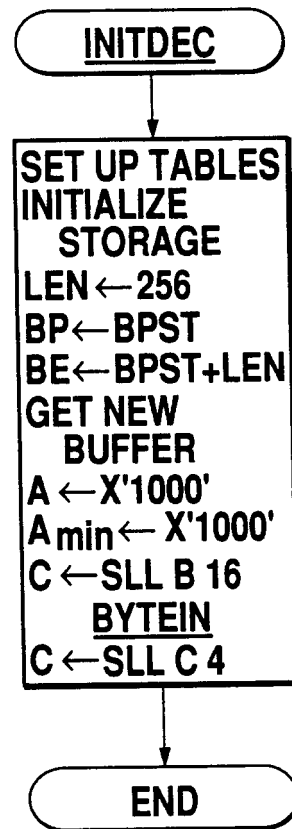 INITDEC
SET UP TABLES
INITIALIZE
STORAGE
LEN←256
BP←BPST
BE←BPST+LEN
GET NEW
BUFFER
A←X'1000'
Amin←X'1000'
C←SLL B 16
BYTEIN
C←SLL C 4
END